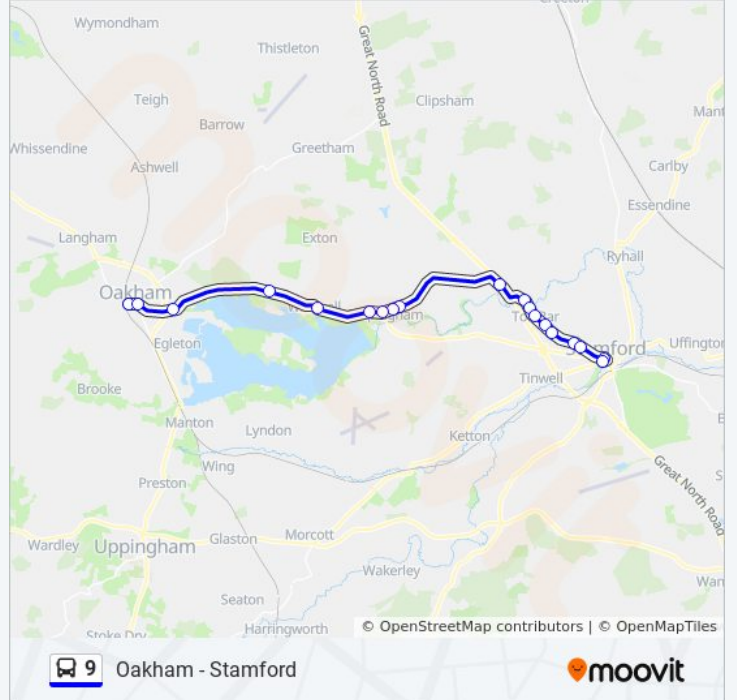 Wymondham
Thistleton
Great North Road
Teigh
Clipsham
Barrow
Whissendine
Greetham
Ashwell
Carlby
Essendine
Langham
Exton
Ryhall
Oakham
Egleton
Uffington
Tinwell
Brooke
Manton
Lyndon
Ketton
Wing
Preston
Great North Road
Glaston
Morcott
Wardley
Uppingham
Wakerley
Seaton
Harringworth
Stoke Dry
© OpenStreetMap contributors | © OpenMapTiles
9 Oakham - Stamford
moovit